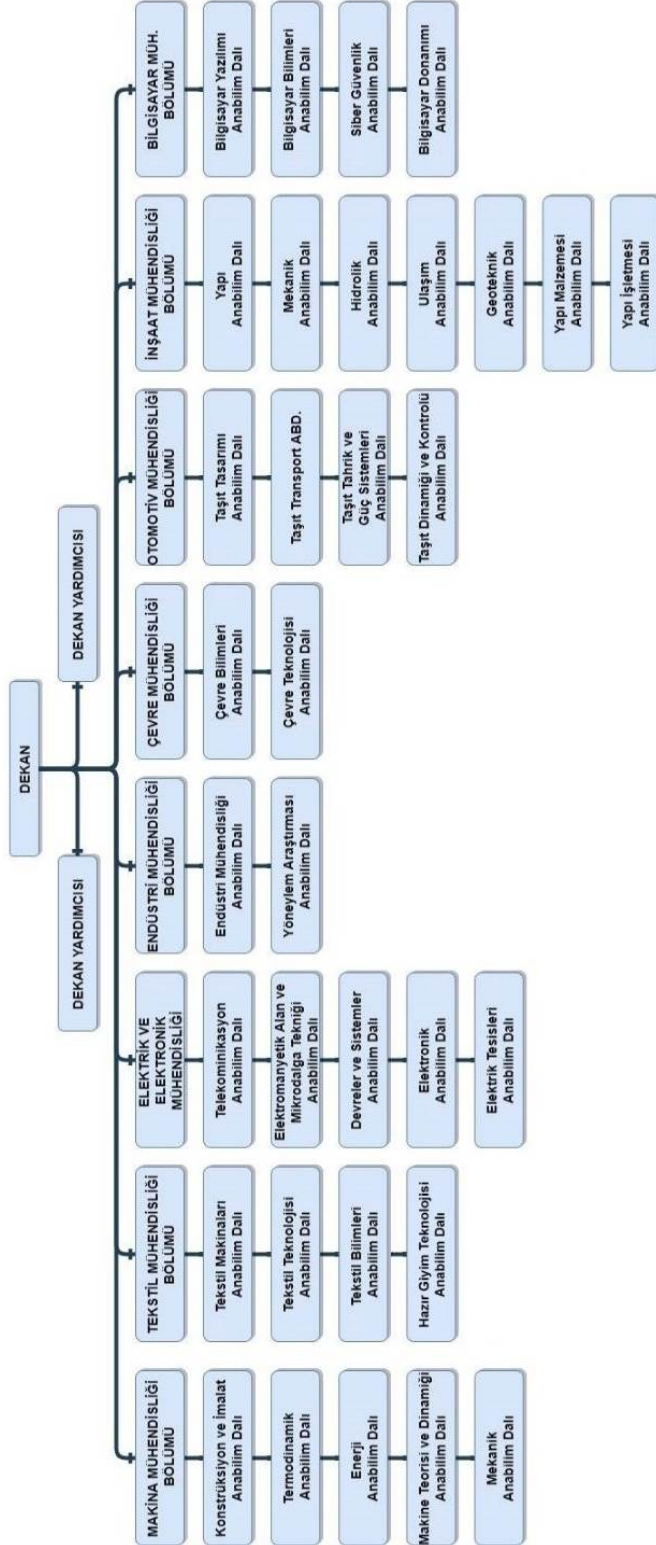 DEKAN
DEKAN YARDIMCISI
DEKAN YARDIMCISI
MAKİNA MÜHENDİSLİĞİ
BÖLÜMÜ
Konstrüksiyon ve İmalat
Anabilim Dalı
Termodinamik
Anabilim Dalı
Enerji
Anabilim Dalı
Makine Teorisi ve Dinamiği
Anabilim Dalı
Mekanik
Anabilim Dalı
TEKSTİL MÜHENDİSLİĞİ
BÖLÜMÜ
Tekstil Makinaları
Anabilim Dalı
Tekstil Teknolojisi
Anabilim Dalı
Tekstil Bilimleri
Anabilim Dalı
Hazır Giyim Teknolojisi
Anabilim Dalı
ELEKTRİK VE
ELEKTRONİK
MÜHENDİSLİĞİ
Telekominikasyon
Anabilim Dalı
Elektromanyetik Alan ve
Mikrodalga Tekniği
Anabilim Dalı
Devreler ve Sistemler
Anabilim Dalı
Elektronik
Anabilim Dalı
Elektrik Tesisleri
Anabilim Dalı
ENDÜSTRİ MÜHENDİSLİĞİ
BÖLÜMÜ
Endüstri Mühendisliği
Anabilim Dalı
Yöneylem Araştırması
Anabilim Dalı
ÇEVRE MÜHENDİSLİĞİ
BÖLÜMÜ
Çevre Bilimleri
Anabilim Dalı
Çevre Teknolojisi
Anabilim Dalı
OTOMOTİV MÜHENDİSLİĞİ
BÖLÜMÜ
Taşıt Tasarımı
Anabilim Dalı
Taşıt Transport ABD.
Taşıt Tahrik ve
Güç Sistemleri
Anabilim Dalı
Taşıt Dinamiği ve Kontrolü
Anabilim Dalı
İNŞAAT MÜHENDİSLİĞİ
BÖLÜMÜ
Yapı
Anabilim Dalı
Mekanik
Anabilim Dalı
Hidrolik
Anabilim Dalı
Ulaşım
Anabilim Dalı
Geoteknik
Anabilim Dalı
Yapı Malzemesi
Anabilim Dalı
Yapı İşletmesi
Anabilim Dalı
BİLGİSAYAR MÜH.
BÖLÜMÜ
Bilgisayar Yazılımı
Anabilim Dalı
Bilgisayar Bilimleri
Anabilim Dalı
Siber Güvenlik
Anabilim Dalı
Bilgisayar Donanımı
Anabilim Dalı